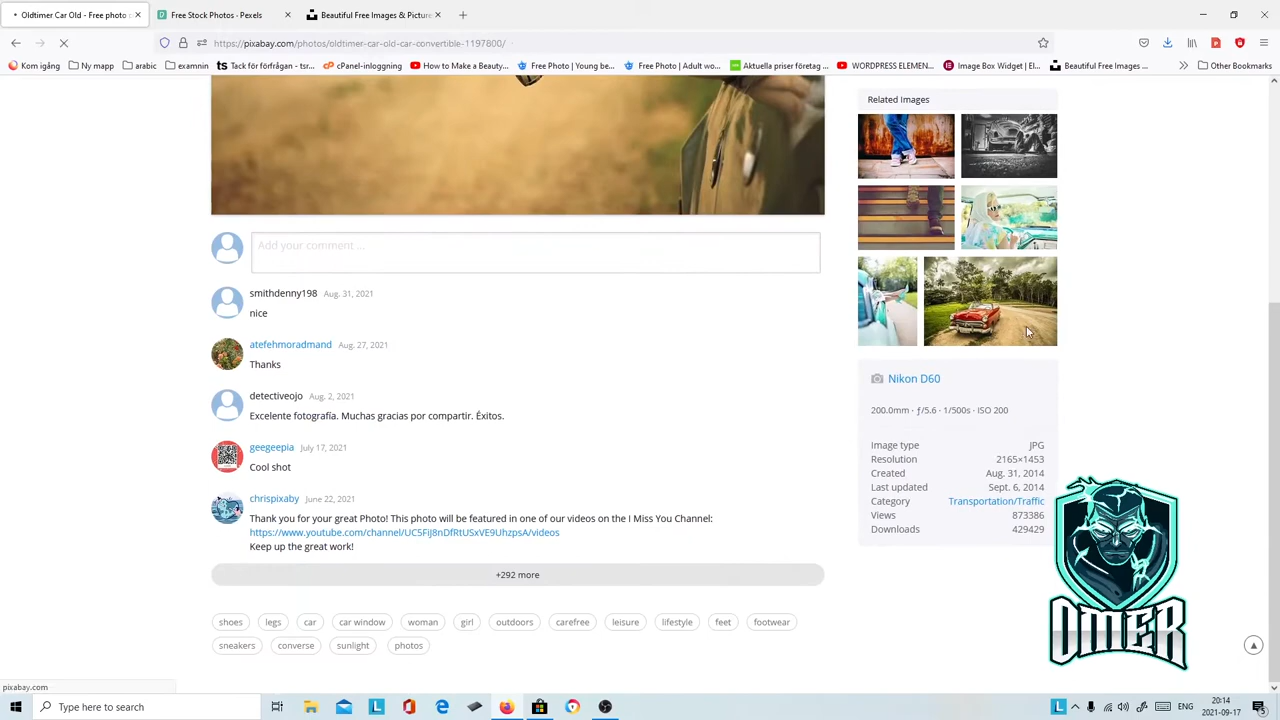 Oldtimer Car Old - Free photo
Free Stock Photos - Pexels
Beautiful Free Images & Picture
https://pixabay.com/photos/oldtimer-car-old-car-convertible-1197800/
Kom igång
Ny mapp
arabic
examnin
ts Tack för förfrågan - tsr...
cPanel-inloggning
How to Make a Beauty...
Free Photo | Young be...
Free Photo | Adult wo...
Aktuella priser företag ...
WORDPRESS ELEMEN...
Image Box Widget | El...
Beautiful Free Images ...
Other Bookmarks
Related Images
Add your comment ...
smithdenny198 Aug. 31, 2021
nice
atefehmoradmand Aug. 27, 2021
Thanks
detectiveojo Aug. 2, 2021
Excelente fotografía. Muchas gracias por compartir. Éxitos.
geegeepia July 17, 2021
Cool shot
chrispixaby June 22, 2021
Thank you for your great Photo! This photo will be featured in one of our videos on the I Miss You Channel:
https://www.youtube.com/channel/UC5FiJ8nDfRtUSxVE9UhzpsA/videos
Keep up the great work!
+292 more
Nikon D60
200.0mm · ƒ/5.6 · 1/500s · ISO 200
Image type JPG
Resolution 2165×1453
Created Aug. 31, 2014
Last updated Sept. 6, 2014
Category Transportation/Traffic
Views 873386
Downloads 429429
OMER
shoes legs car car window woman girl outdoors carefree leisure lifestyle feet footwear
sneakers converse sunlight photos
pixabay.com
Type here to search
ENG
20:14
2021-09-17